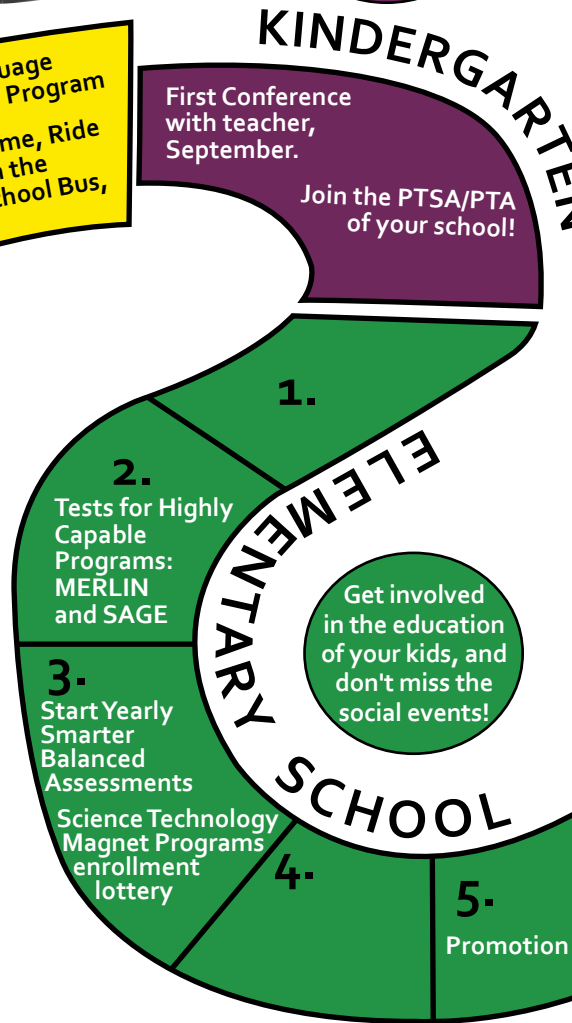 uage
Program
me, Ride
the
hool Bus,
KINDERGARTEN
First Conference
with teacher,
September.
Join the PTSA/PTA
of your school!
1.
2.
Tests for Highly
Capable
Programs:
MERLIN
and SAGE
ELEMENTARY SCHOOL
Get involved
in the education
of your kids, and
don't miss the
social events!
3.
Start Yearly
Smarter
Balanced
Assessments
Science Technology
Magnet Programs
enrollment
lottery
4.
5.
Promotion